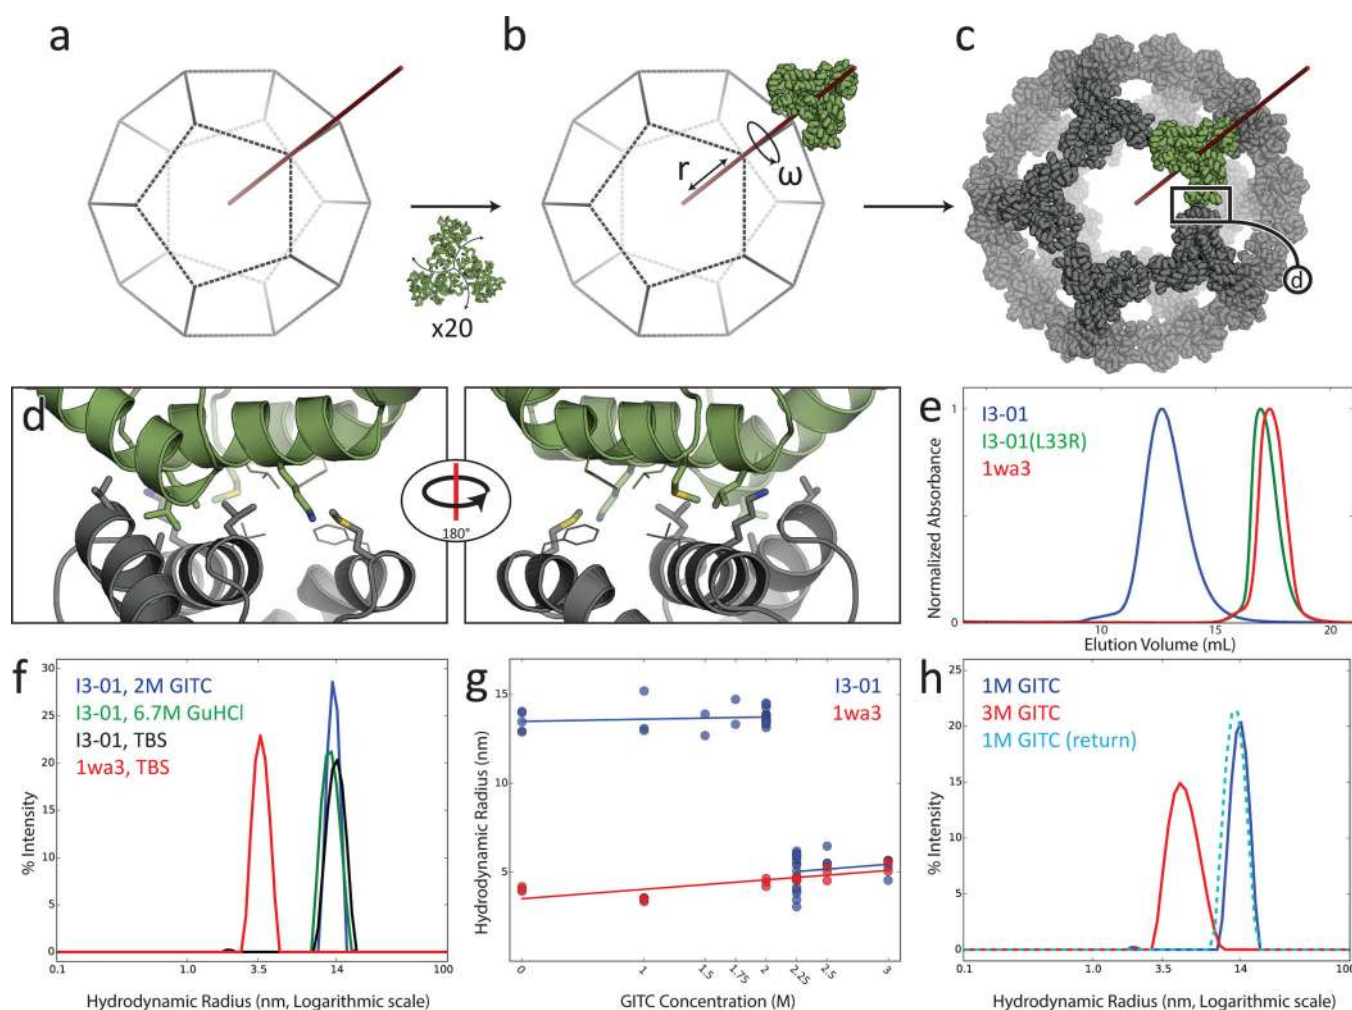 a
b
c
r
ω
x20
d
d
180°
e
I3-01
I3-01(L33R)
1wa3
Normalized Absorbance
1
0
10
15
20
Elution Volume (mL)
f
I3-01, 2M GITC
I3-01, 6.7M GuHCl
I3-01, TBS
1wa3, TBS
% Intensity
30
25
20
15
10
5
0
0.1
1.0
3.5
14
100
Hydrodynamic Radius (nm, Logarithmic scale)
g
I3-01
1wa3
Hydrodynamic Radius (nm)
15
10
5
0
1
1.5
1.75
2
2.25
2.5
3
GITC Concentration (M)
h
1M GITC
3M GITC
1M GITC (return)
% Intensity
25
20
15
10
5
0
0.1
1.0
3.5
14
100
Hydrodynamic Radius (nm, Logarithmic scale)